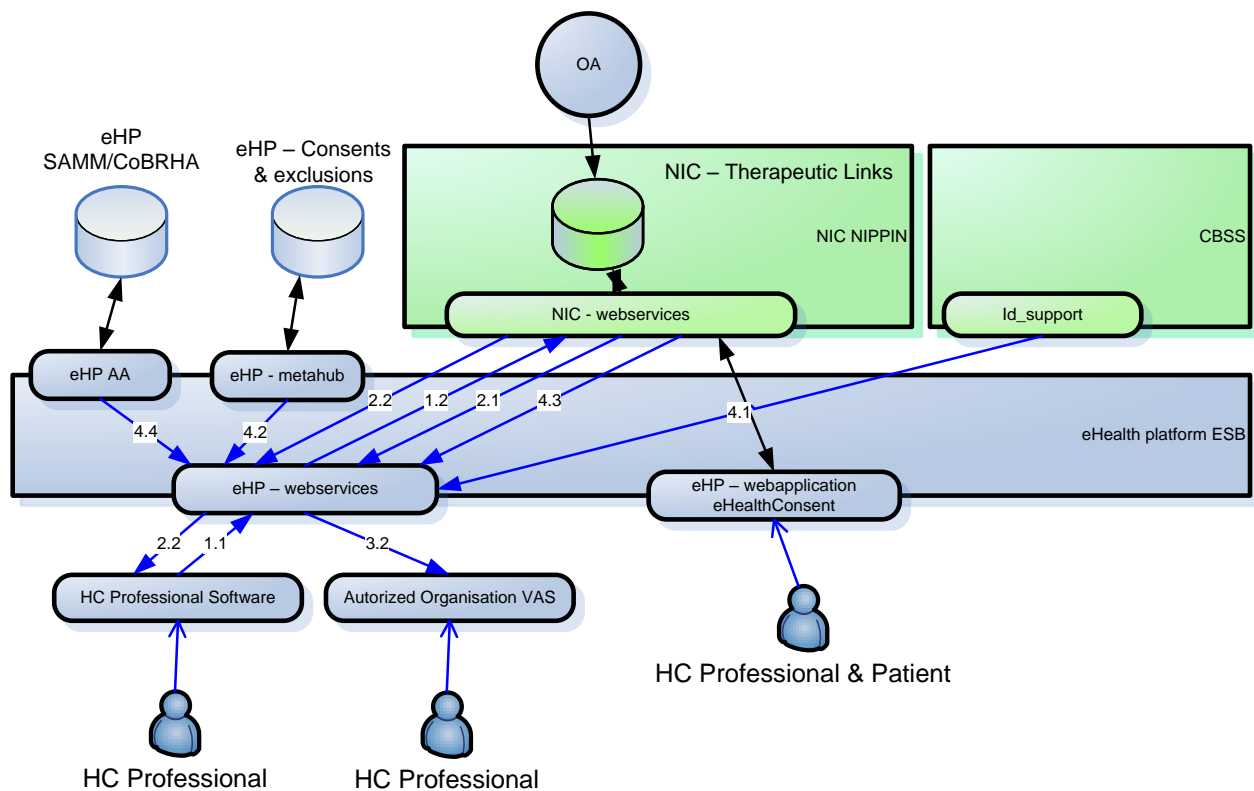 OA
eHP
SAMM/CoBRHA
eHP – Consents
& exclusions
NIC – Therapeutic Links
NIC NIPPIN
CBSS
NIC - webservices
Id_support
eHP AA
eHP - metahub
2.2
1.2
2.1
4.3
4.1
4.4
4.2
eHealth platform ESB
eHP – webservices
eHP – webapplication
eHealthConsent
2.2
1.1
3.2
HC Professional Software
Autorized Organisation VAS
HC Professional & Patient
HC Professional
HC Professional